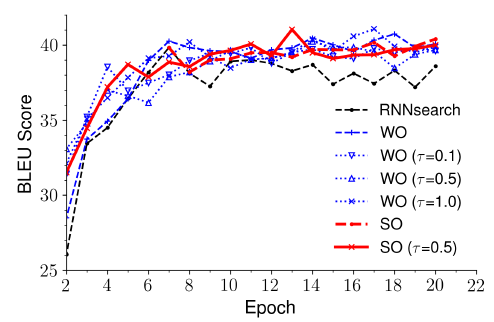 40
35
30
25
BLEU Score
2 4 6 8 10 12 14 16 18 20 22
Epoch
RNNsearch
WO
WO (τ=0.1)
WO (τ=0.5)
WO (τ=1.0)
SO
SO (τ=0.5)